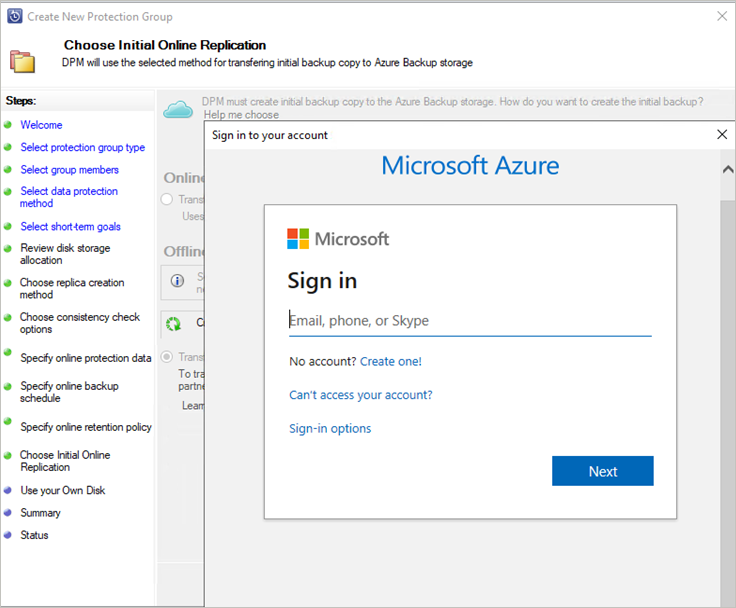 Create New Protection Group
Choose Initial Online Replication
DPM will use the selected method for transfering initial backup copy to Azure Backup storage
Steps:
Welcome
Select protection group type
Select group members
Select data protection
method
Select short-term goals
Review disk storage
allocation
Choose replica creation
method
Choose consistency check
options
Specify online protection data
Specify online backup
schedule
Specify online retention policy
Choose Initial Online
Replication
Use your Own Disk
Summary
Status
DPM must create initial backup copy to the Azure Backup storage. How do you want to create the initial backup?
Help me choose
Online
Trans
Uses
Offline
Trans
To tra
partne
Learn
Sign in to your account
Microsoft Azure
Microsoft
Sign in
Email, phone, or Skype
No account? Create one!
Can't access your account?
Sign-in options
Next